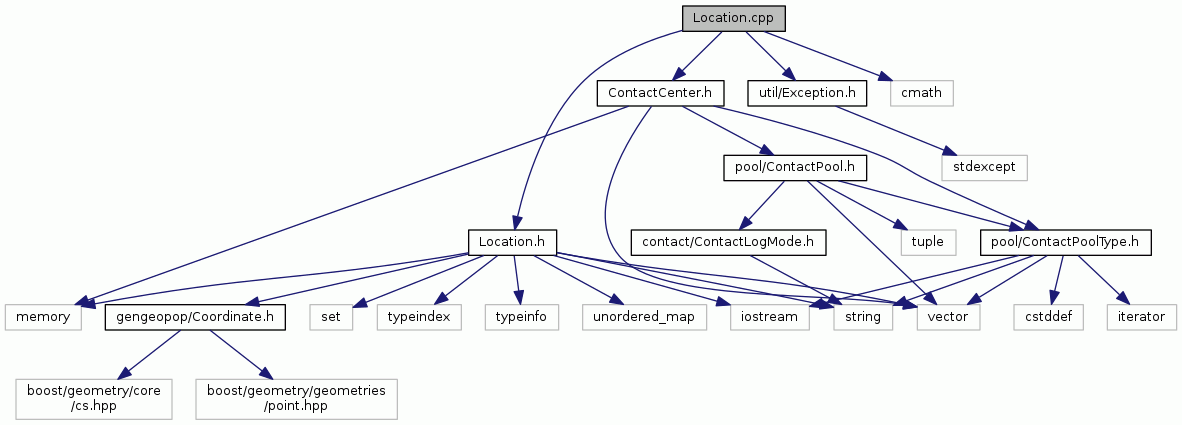 Location.cpp
ContactCenter.h
util/Exception.h
cmath
pool/ContactPool.h
stdexcept
Location.h
contact/ContactLogMode.h
tuple
pool/ContactPoolType.h
memory
gengeopop/Coordinate.h
set
typeindex
typeinfo
unordered_map
iostream
string
vector
cstddef
iterator
boost/geometry/core
/cs.hpp
boost/geometry/geometries
/point.hpp